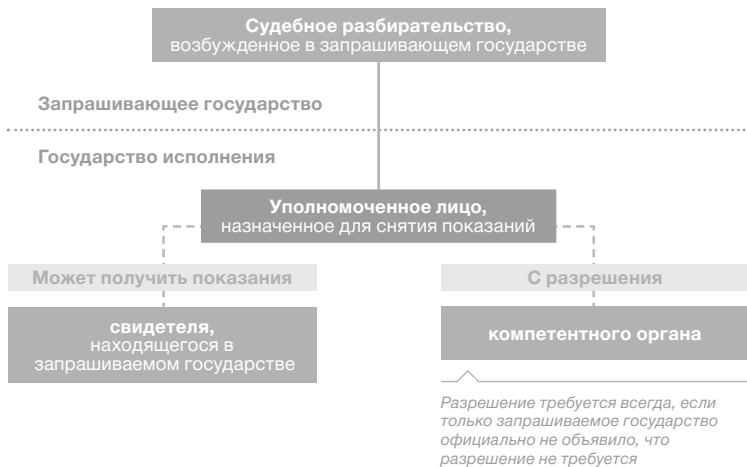 Судебное разбирательство,
возбужденное в запрашивающем государстве
Запрашивающее государство
Государство исполнения
Уполномоченное лицо,
назначенное для снятия показаний
Может получить показания
свидетеля,
находящегося в
запрашиваемом государстве
С разрешения
компетентного органа
Разрешение требуется всегда, если
только запрашиваемое государство
официально не объявило, что
разрешение не требуется